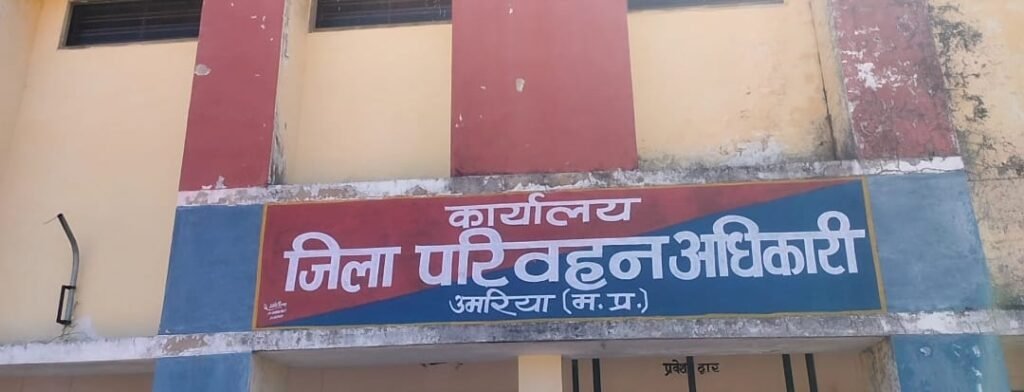 कार्यालय
जिला परिवहन अधिकारी
उमरिया (म.प्र.)
प्रवेश द्वार